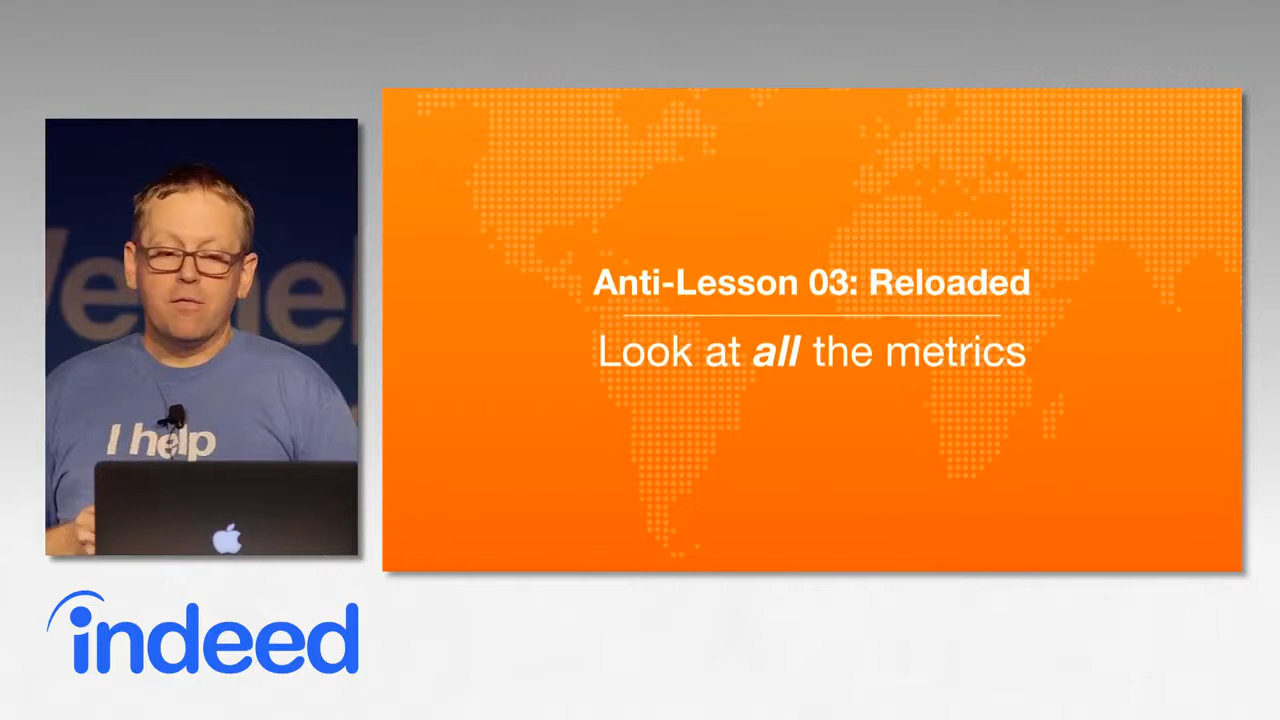 I help
indeed
Anti-Lesson 03: Reloaded
Look at all the metrics